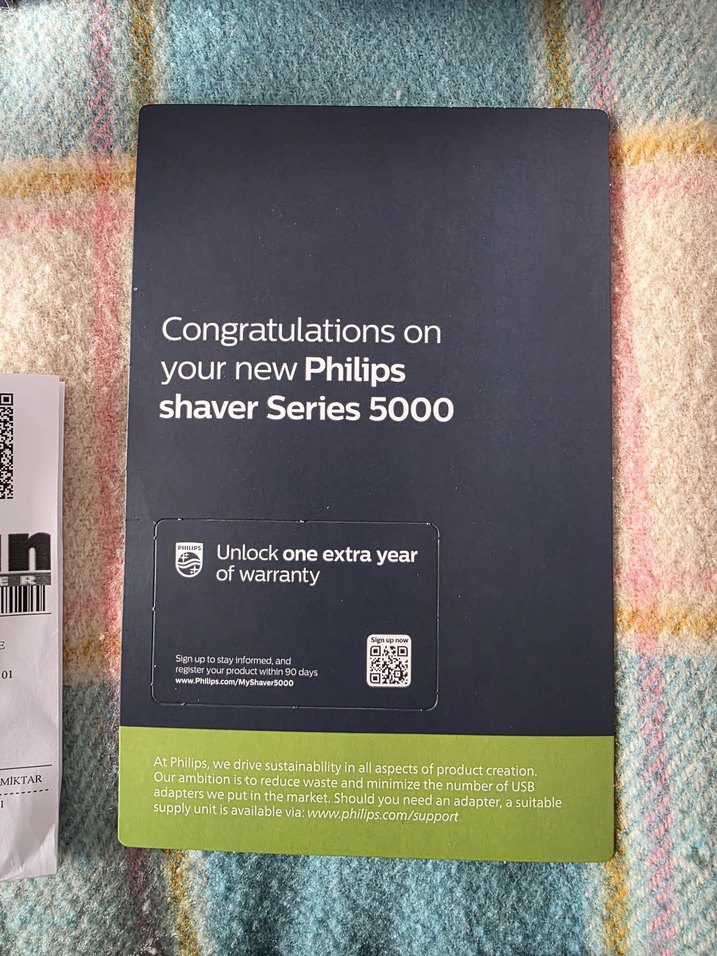 Congratulations on
your new Philips
shaver Series 5000
PHILIPS
Unlock one extra year
of warranty
Sign up now
Sign up to stay informed, and
register your product within 90 days
www.Philips.com/MyShaver5000
At Philips, we drive sustainability in all aspects of product creation.
Our ambition is to reduce waste and minimize the number of USB
adapters we put in the market. Should you need an adapter, a suitable
supply unit is available via: www.philips.com/support
01
MİKTAR
1